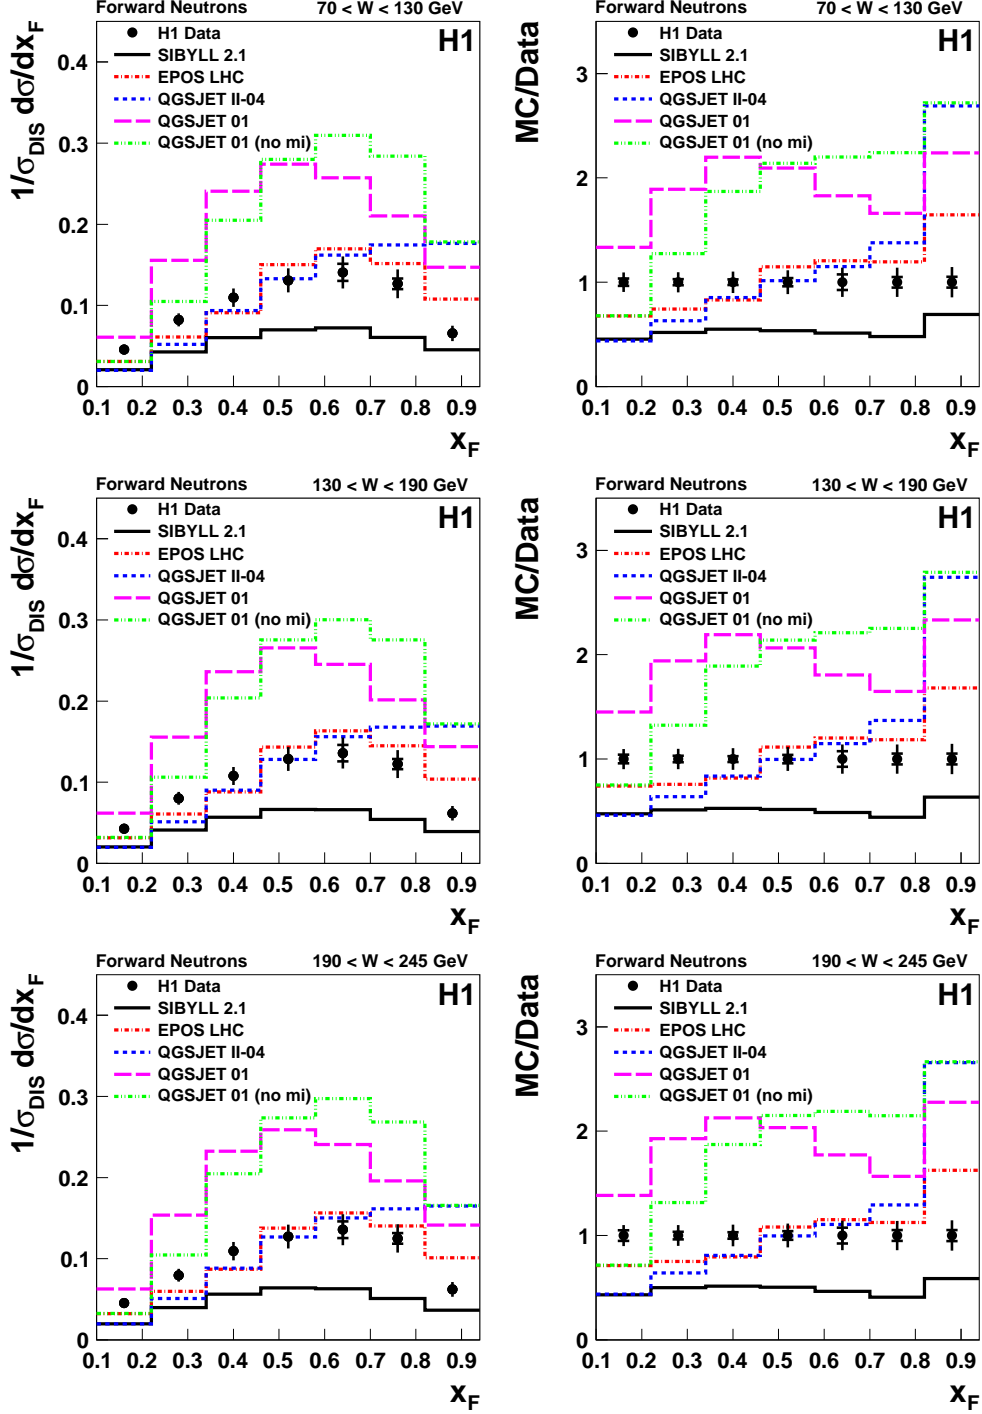 Forward Neutrons 70 < W < 130 GeV
1/σDIS dσ/dxF
H1
H1 Data
SIBYLL 2.1
EPOS LHC
QGSJET II-04
QGSJET 01
QGSJET 01 (no mi)
0.4
0.3
0.2
0.1
0
0.1 0.2 0.3 0.4 0.5 0.6 0.7 0.8 0.9
xF
Forward Neutrons 70 < W < 130 GeV
MC/Data
H1
H1 Data
SIBYLL 2.1
EPOS LHC
QGSJET II-04
QGSJET 01
QGSJET 01 (no mi)
3
2
1
0
0.1 0.2 0.3 0.4 0.5 0.6 0.7 0.8 0.9
xF
Forward Neutrons 130 < W < 190 GeV
1/σDIS dσ/dxF
H1
H1 Data
SIBYLL 2.1
EPOS LHC
QGSJET II-04
QGSJET 01
QGSJET 01 (no mi)
0.4
0.3
0.2
0.1
0
0.1 0.2 0.3 0.4 0.5 0.6 0.7 0.8 0.9
xF
Forward Neutrons 130 < W < 190 GeV
MC/Data
H1
H1 Data
SIBYLL 2.1
EPOS LHC
QGSJET II-04
QGSJET 01
QGSJET 01 (no mi)
3
2
1
0
0.1 0.2 0.3 0.4 0.5 0.6 0.7 0.8 0.9
xF
Forward Neutrons 190 < W < 245 GeV
1/σDIS dσ/dxF
H1
H1 Data
SIBYLL 2.1
EPOS LHC
QGSJET II-04
QGSJET 01
QGSJET 01 (no mi)
0.4
0.3
0.2
0.1
0
0.1 0.2 0.3 0.4 0.5 0.6 0.7 0.8 0.9
xF
Forward Neutrons 190 < W < 245 GeV
MC/Data
H1
H1 Data
SIBYLL 2.1
EPOS LHC
QGSJET II-04
QGSJET 01
QGSJET 01 (no mi)
3
2
1
0
0.1 0.2 0.3 0.4 0.5 0.6 0.7 0.8 0.9
xF